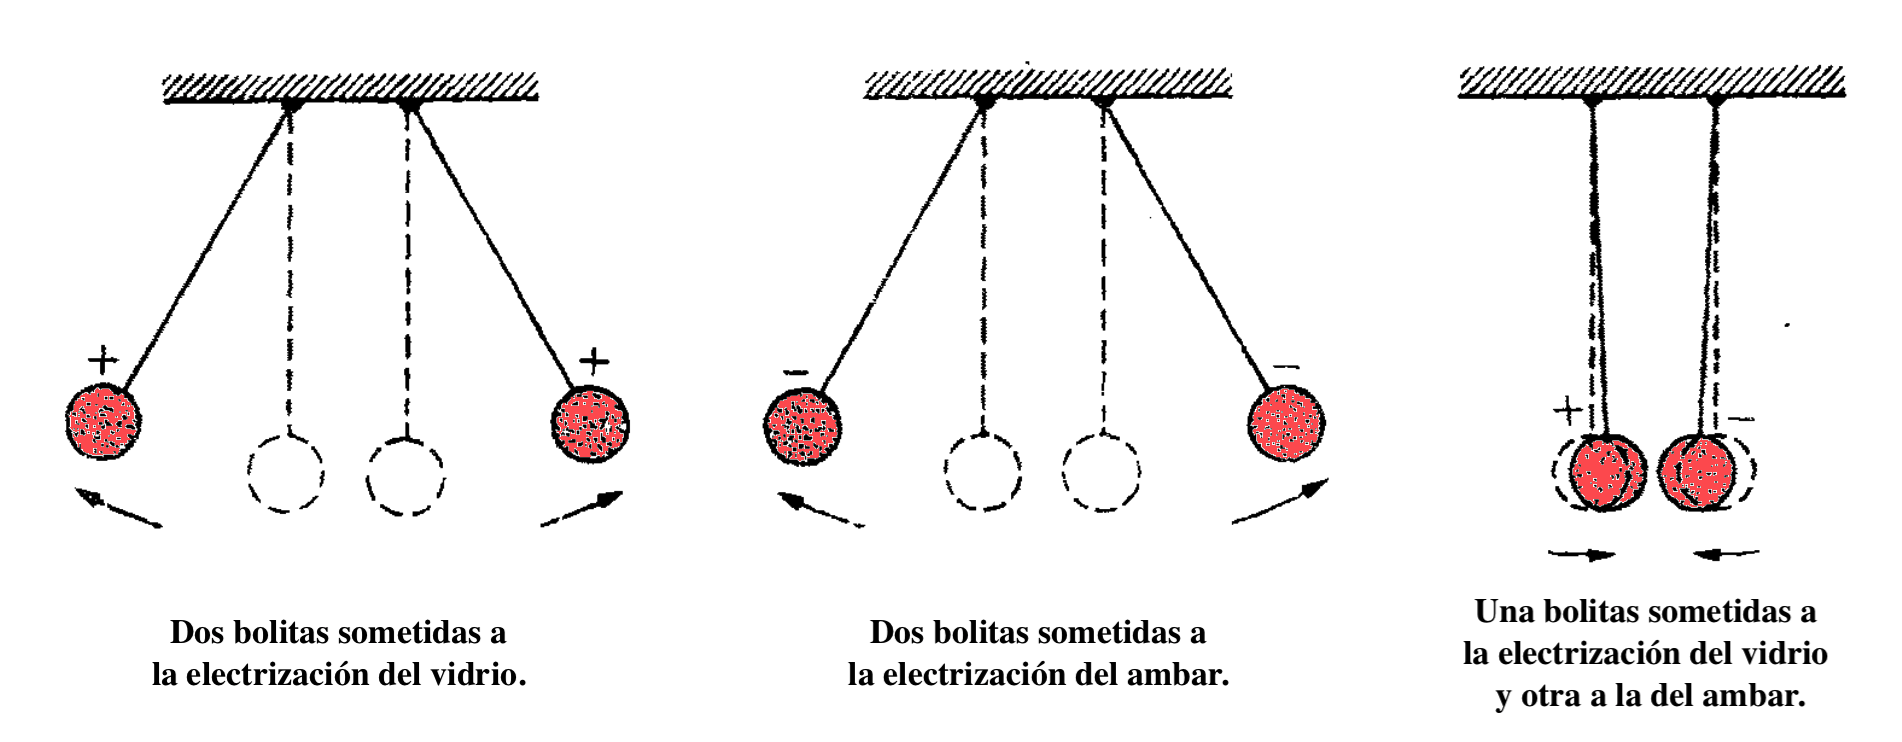 +
+
Dos bolitas sometidas a
la electrización del vidrio.
−
−
Dos bolitas sometidas a
la electrización del ambar.
+
−
Una bolitas sometidas a
la electrización del vidrio
y otra a la del ambar.